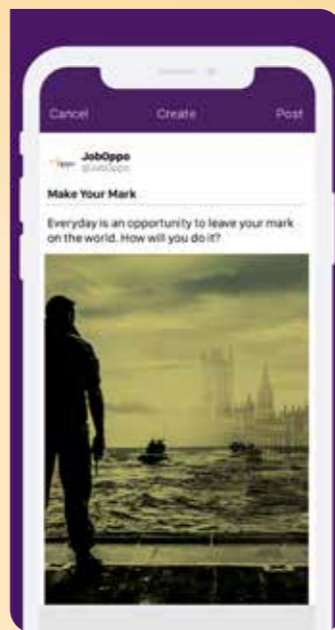 Cancel Create Post
JobOppo
@JobOppo
Make Your Mark
Everyday is an opportunity to leave your mark
on the world. How will you do it?